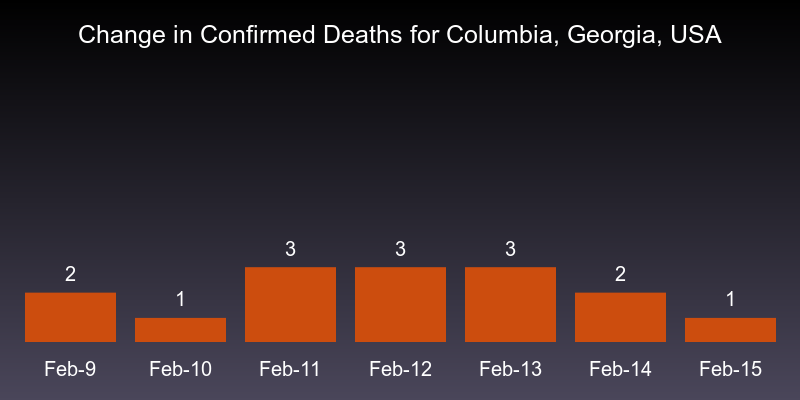 Change in Confirmed Deaths for Columbia, Georgia, USA
2 1 3 3 3 2 1
Feb-9 Feb-10 Feb-11 Feb-12 Feb-13 Feb-14 Feb-15